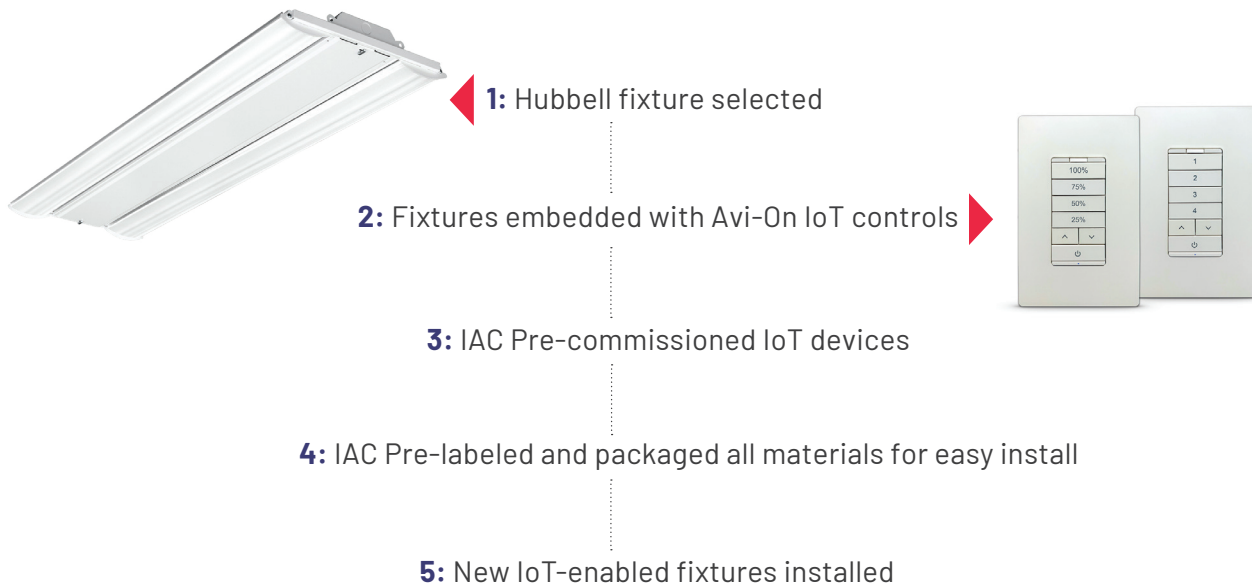 1: Hubbell fixture selected
2: Fixtures embedded with Avi-On IoT controls
100%
75%
50%
25%
1
2
3
4
3: IAC Pre-commissioned IoT devices
4: IAC Pre-labeled and packaged all materials for easy install
5: New IoT-enabled fixtures installed